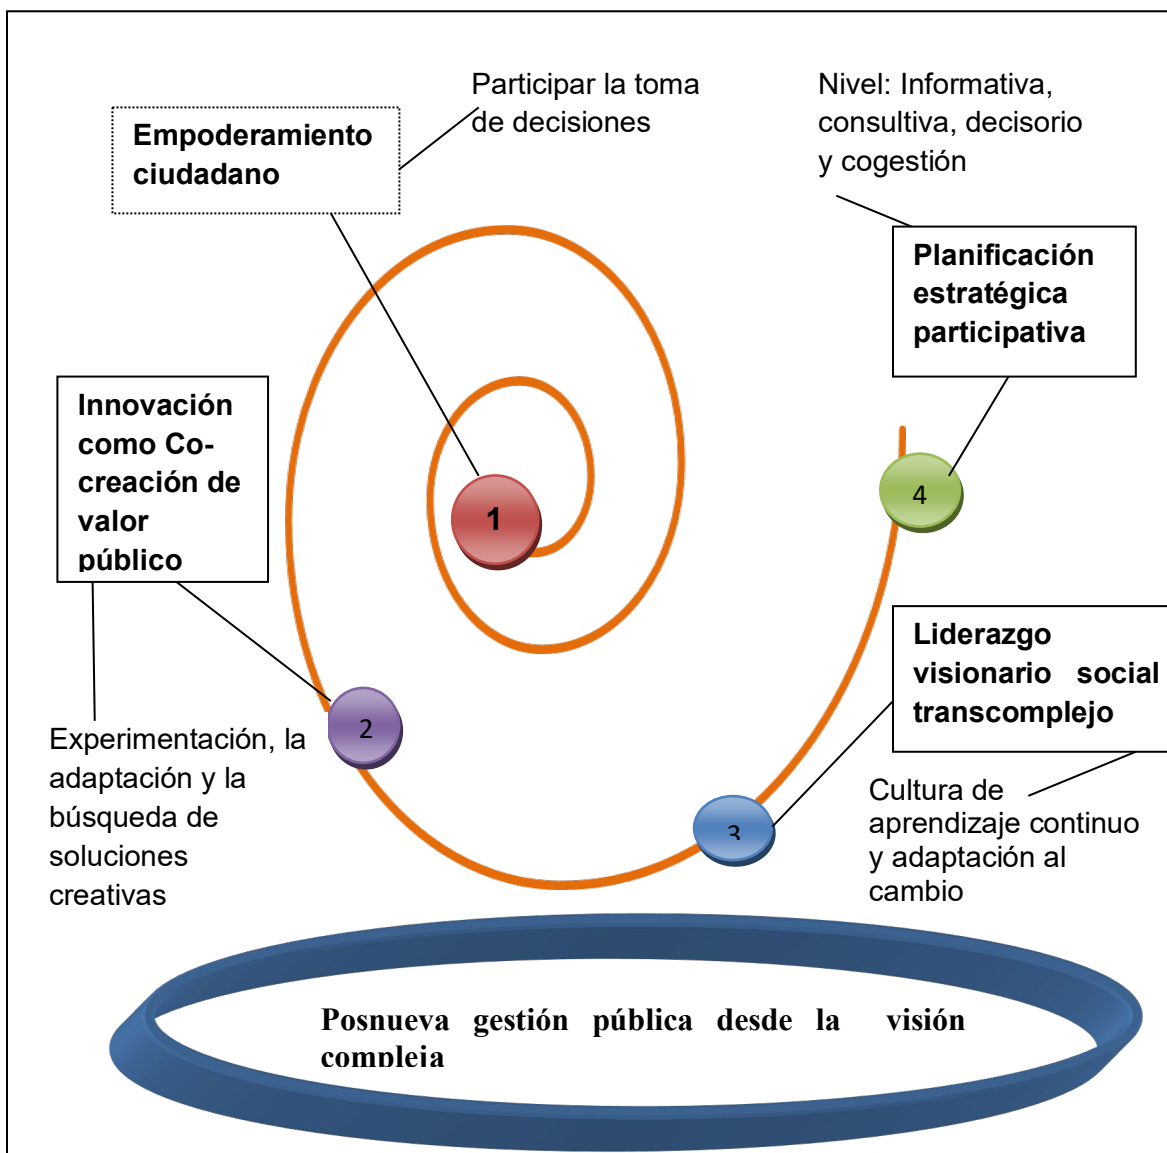 Participar la toma
de decisiones
Nivel: Informativa,
consultiva, decisorio
y cogestión
Empoderamiento
ciudadano
Planificación
estratégica
participativa
Innovación
como Co-
creación de
valor
público
1
4
2
3
Liderazgo
visionario social
transcomplejo
Experimentación, la
adaptación y la
búsqueda de
soluciones
creativas
Cultura de
aprendizaje continuo
y adaptación al
cambio
Posnueva gestión pública desde la visión
compleja